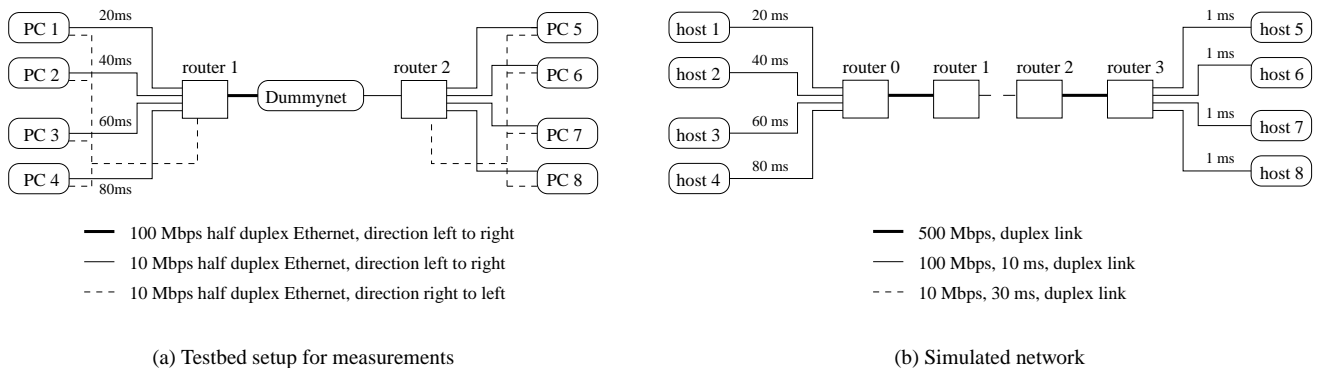 PC 1
20ms
PC 2
40ms
PC 3
60ms
PC 4
80ms
router 1
Dummynet
router 2
PC 5
PC 6
PC 7
PC 8
100 Mbps half duplex Ethernet, direction left to right
10 Mbps half duplex Ethernet, direction left to right
10 Mbps half duplex Ethernet, direction right to left
(a) Testbed setup for measurements
host 1
20 ms
host 2
40 ms
host 3
60 ms
host 4
80 ms
router 0
router 1
router 2
router 3
1 ms
host 5
1 ms
host 6
1 ms
host 7
1 ms
host 8
500 Mbps, duplex link
100 Mbps, 10 ms, duplex link
10 Mbps, 30 ms, duplex link
(b) Simulated network